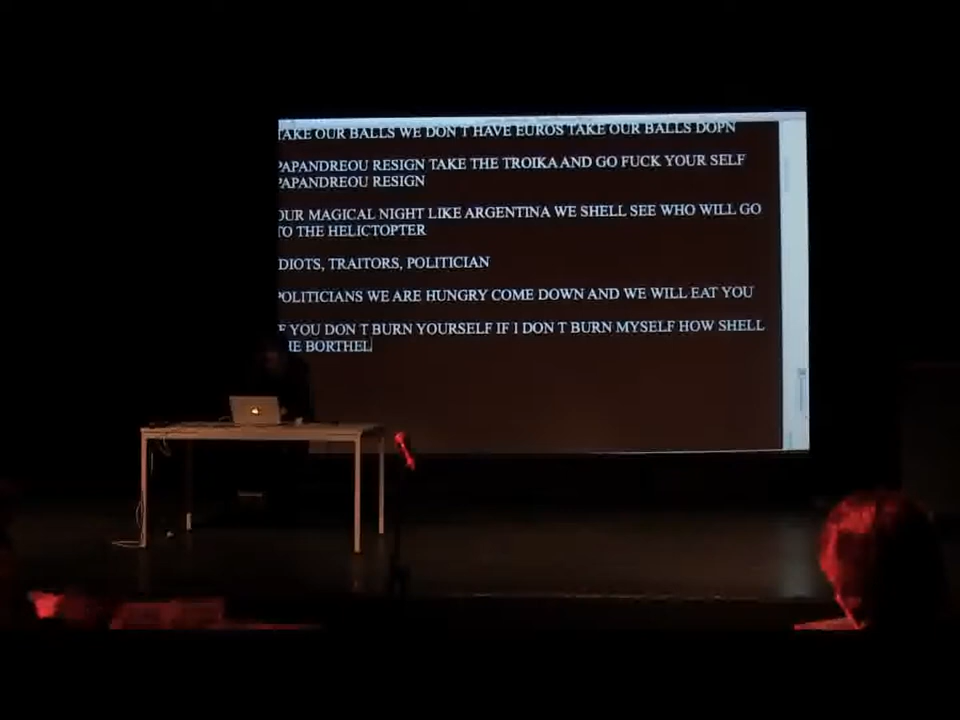 TAKE OUR BALLS WE DON T HAVE EUROS TAKE OUR BALLS DOPN
PAPANDREOU RESIGN TAKE THE TROIKA AND GO FUCK YOUR SELF
PAPANDREOU RESIGN
OUR MAGICAL NIGHT LIKE ARGENTINA WE SHELL SEE WHO WILL GO
TO THE HELICTOPTER
DIOTS, TRAITORS, POLITICIAN
POLITICIANS WE ARE HUNGRY COME DOWN AND WE WILL EAT YOU
F YOU DON T BURN YOURSELF IF I DON T BURN MYSELF HOW SHELL
HE BORTHEL